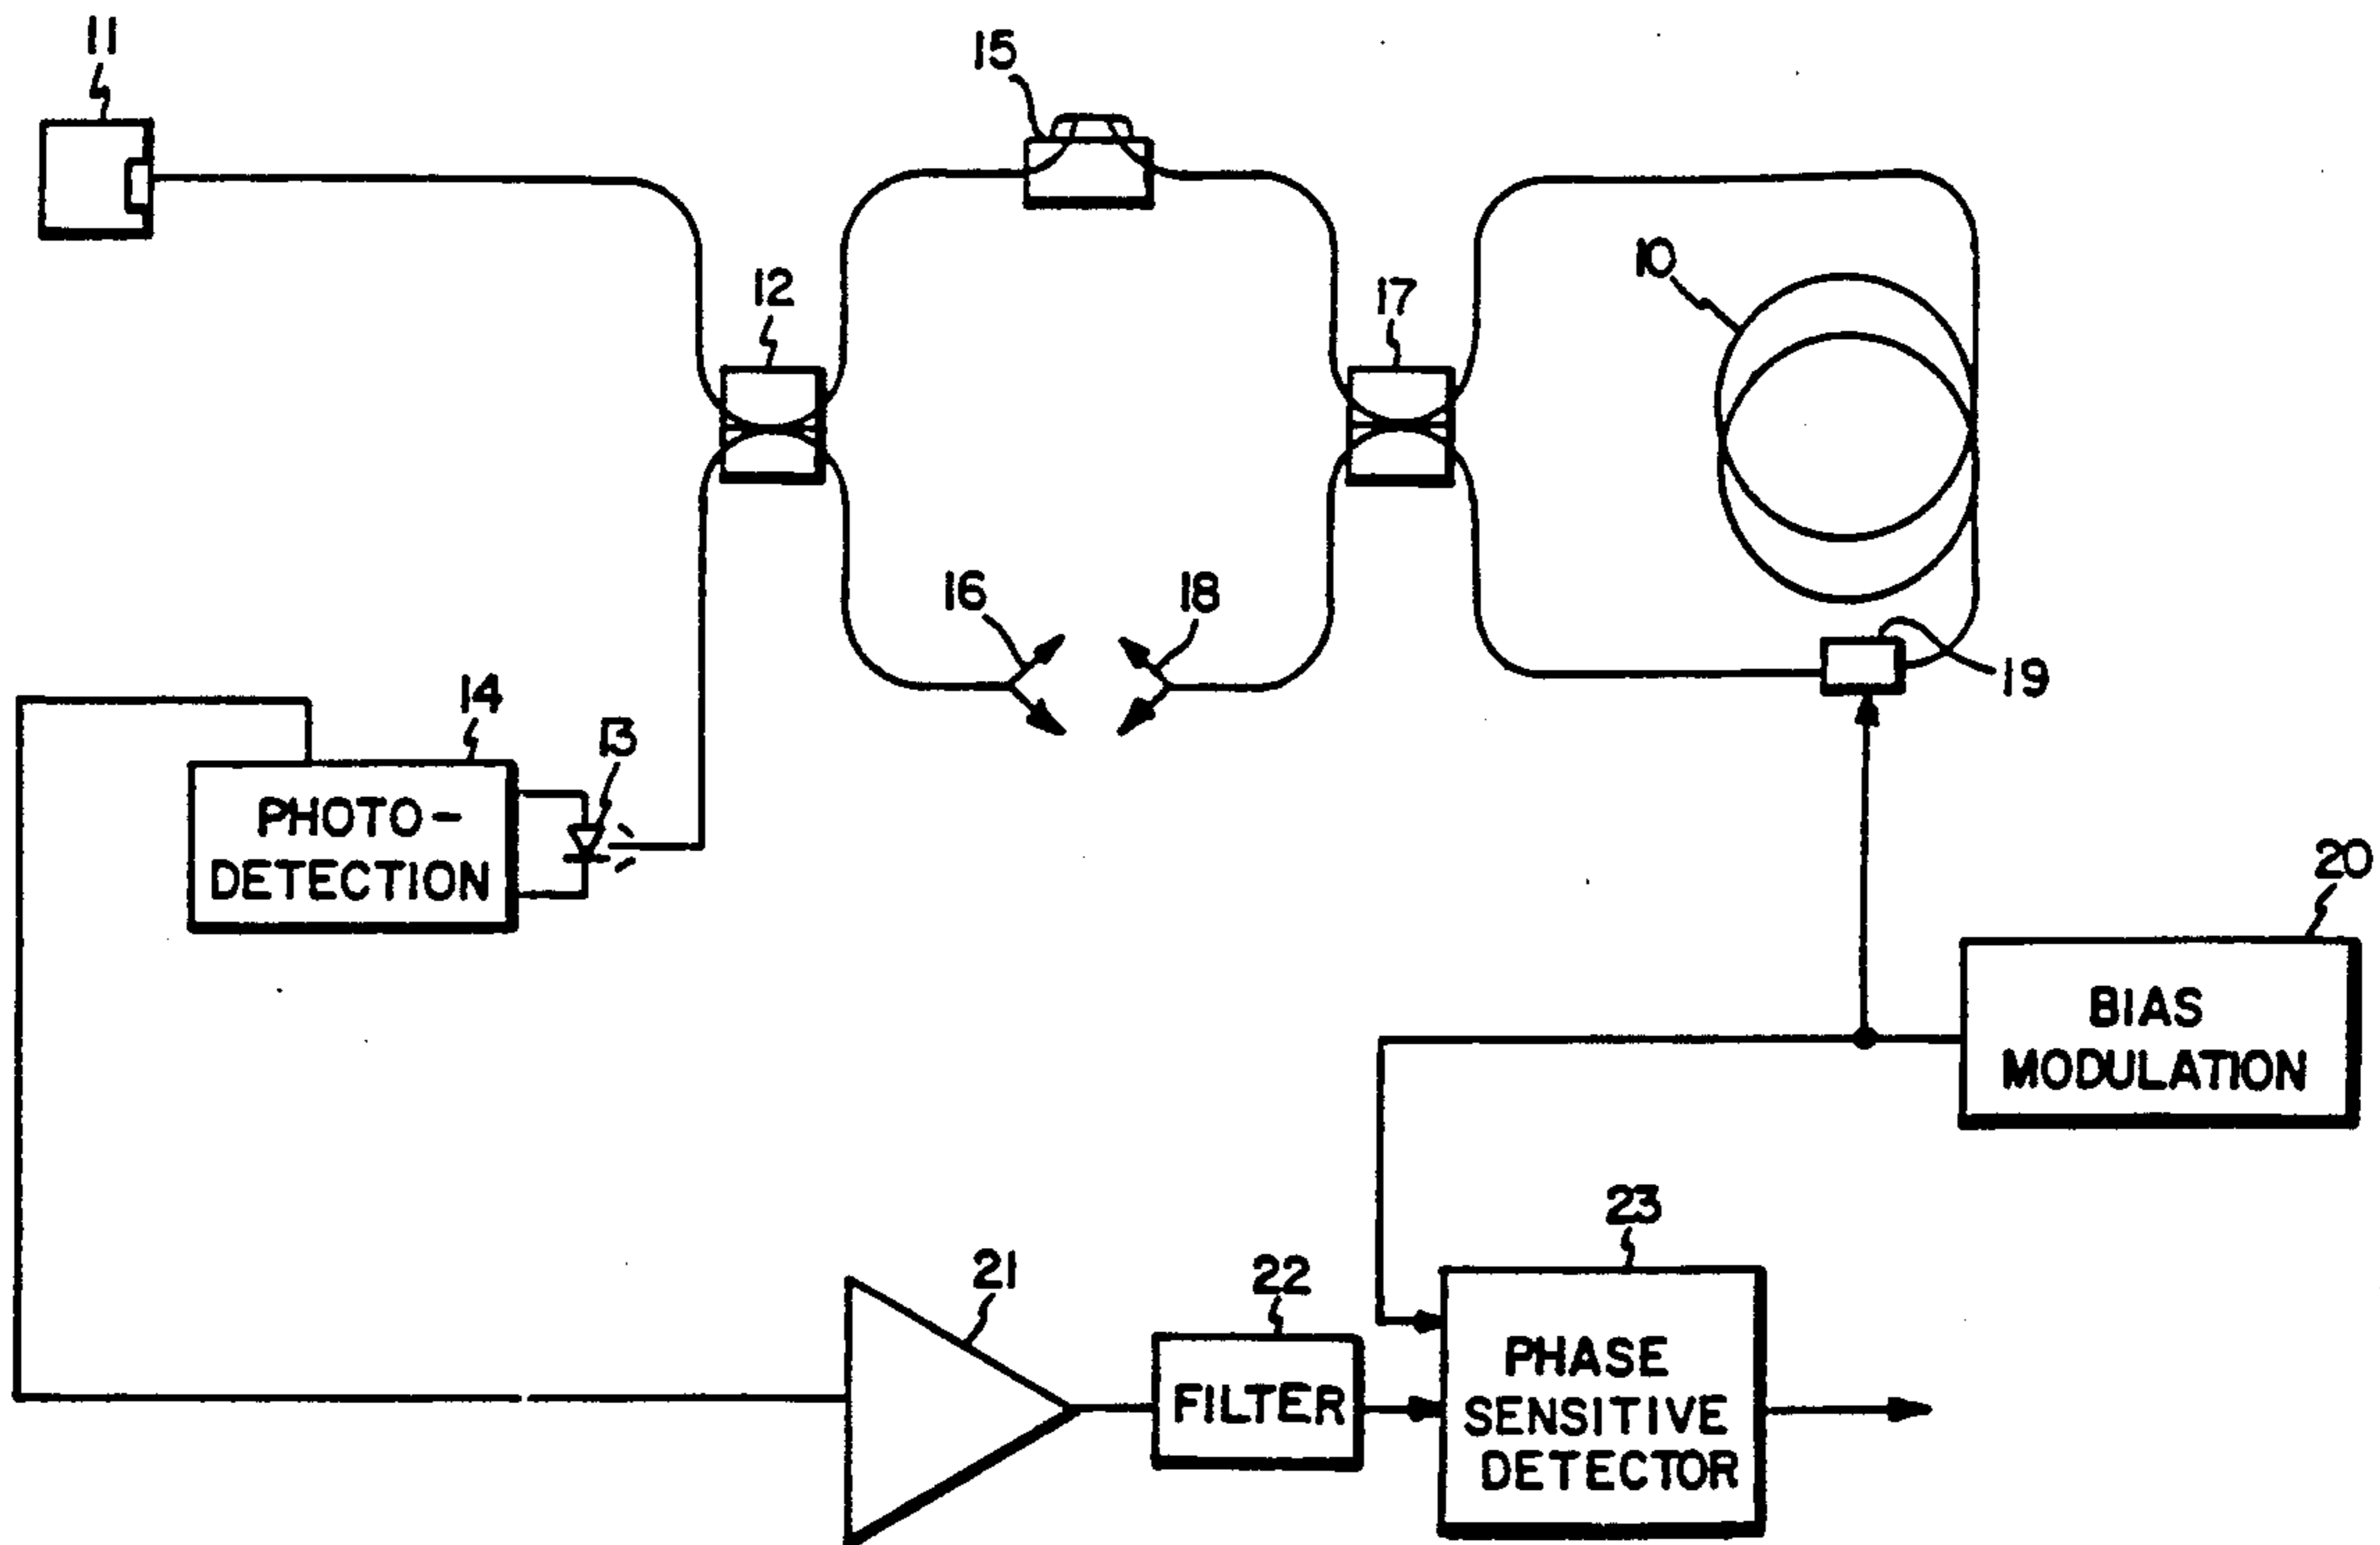 11
15
10
12
17
16
18
19
14
13
PHOTO-
DETECTION
20
BIAS
MODULATION
23
21
22
FILTER
PHASE
SENSITIVE
DETECTOR